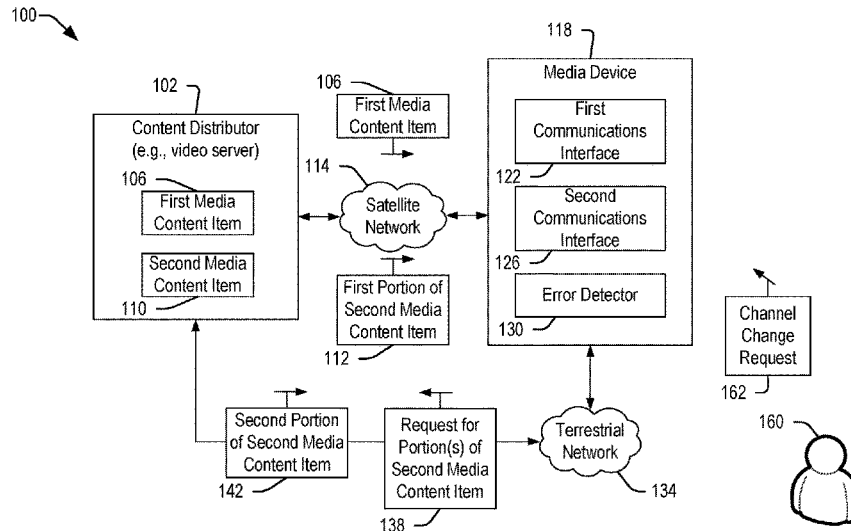 100
118
106
102
Media Device
First Media
Content Item
Content Distributor
(e.g., video server)
First
Communications
Interface
114
106
122
First Media
Content Item
Satellite
Network
Second
Communications
Interface
Second Media
Content Item
126
110
First Portion of
Second Media
Content Item
Error Detector
130
112
Channel
Change
Request
162
Second Portion
of Second Media
Content Item
Request for
Portion(s) of
Second Media
Content Item
Terrestrial
Network
160
142
134
138